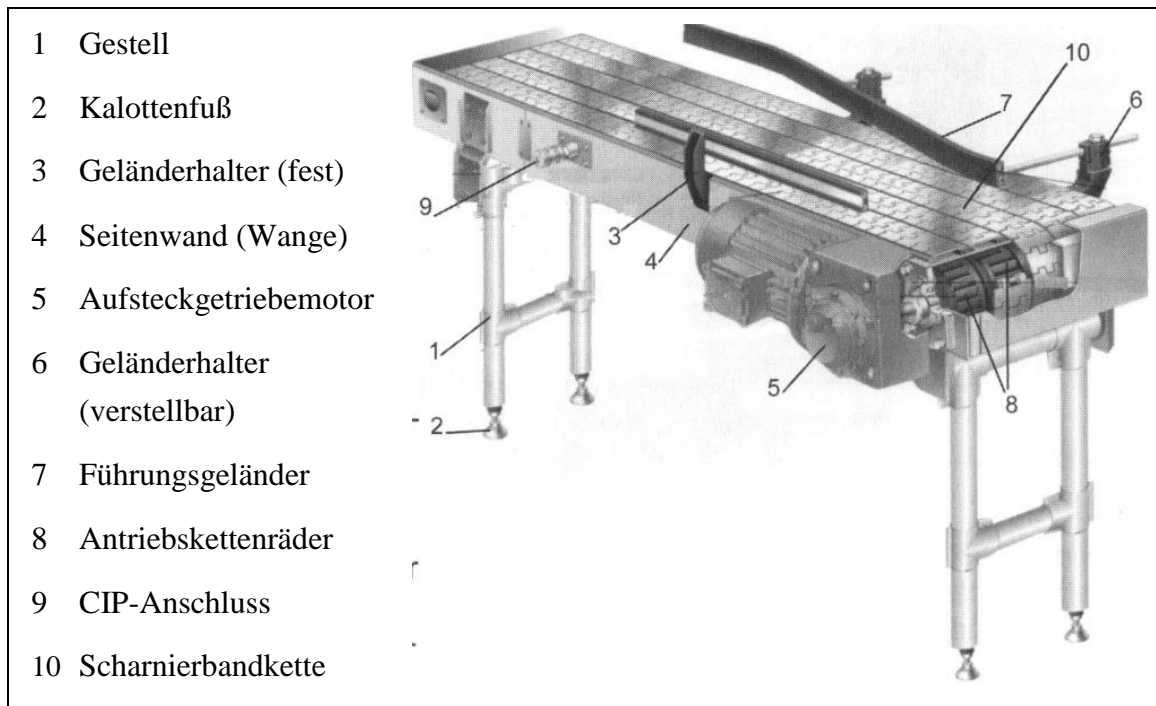 1 Gestell
2 Kalottenfuß
3 Geländerhalter (fest)
4 Seitenwand (Wange)
5 Aufsteckgetriebemotor
6 Geländerhalter
(verstellbar)
7 Führungsgeländer
8 Antriebskettenräder
9 CIP-Anschluss
10 Scharnierbandkette
10
7
6
9
3
4
1
5
8
2